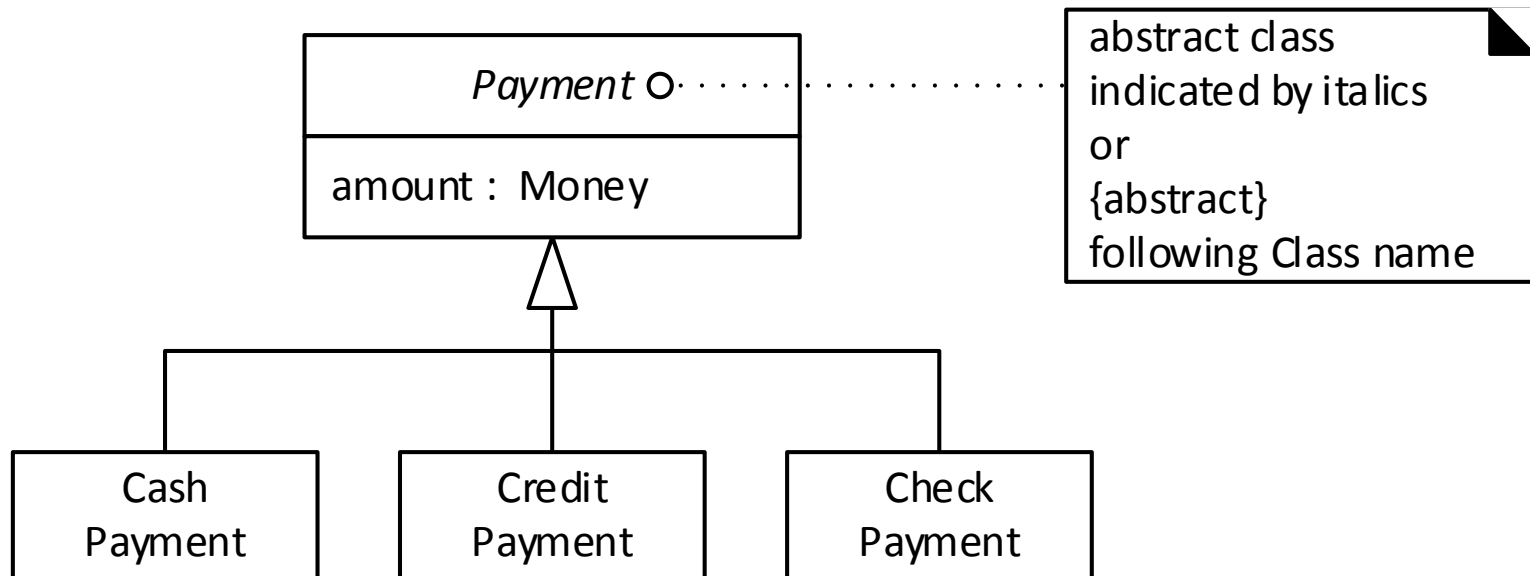 Payment
amount : Money
abstract class
indicated by italics
or
{abstract}
following Class name
Cash
Payment
Credit
Payment
Check
Payment